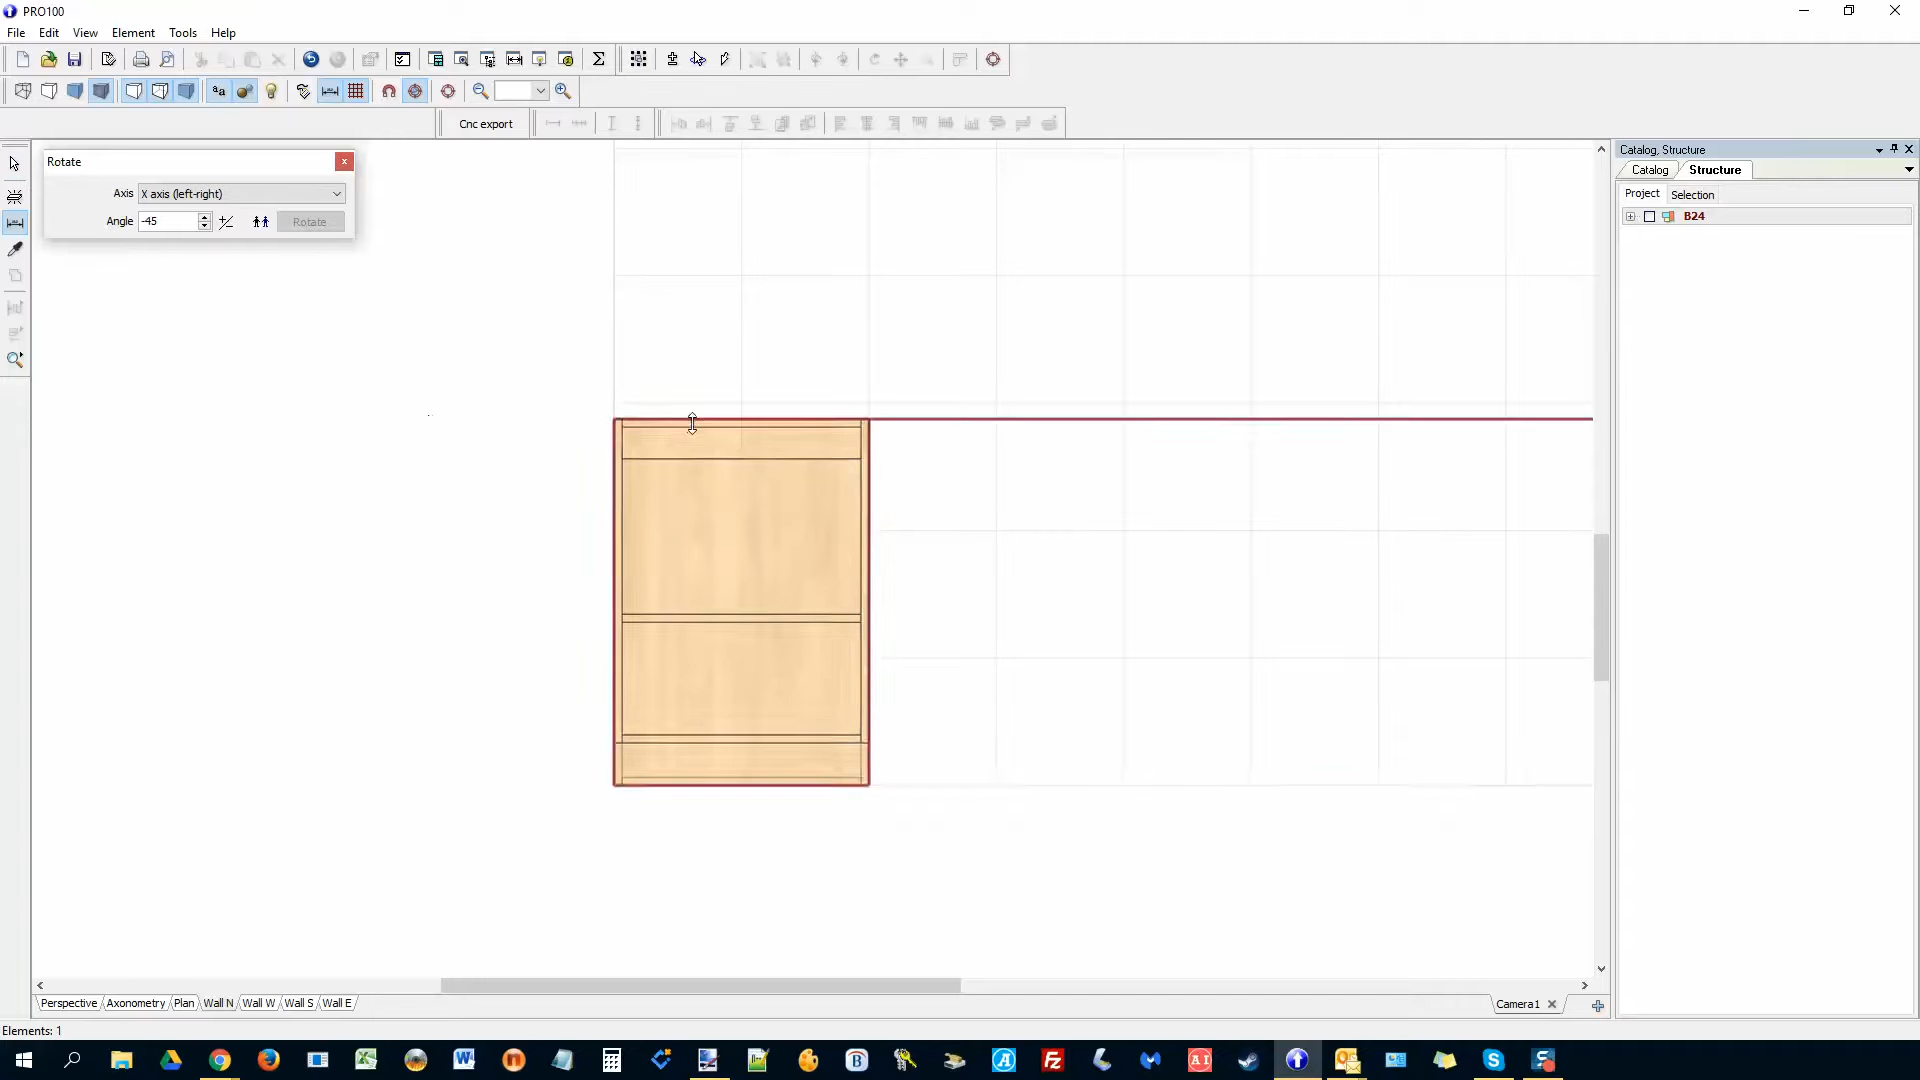 PRO100
File Edit View Element Tools Help
aa
Cnc export
Rotate
Axis X axis (left-right)
Angle -45 Rotate
Catalog, Structure
Catalog Structure
Project Selection
B24
Perspective Axonometry Plan Wall N Wall W Wall S Wall E
Camera1
Elements: 1